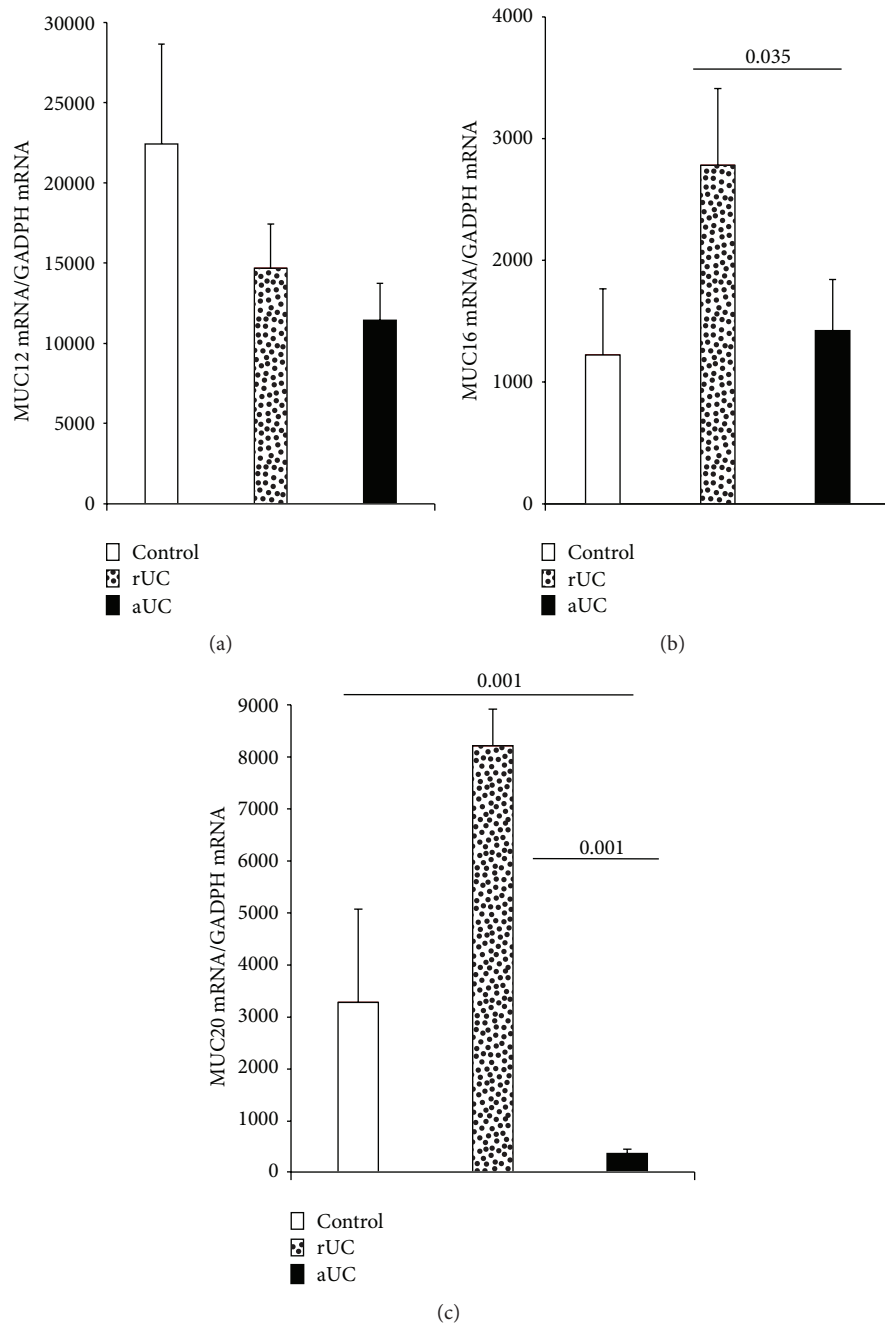 30000
25000
20000
15000
10000
5000
0
MUC12 mRNA/GADPH mRNA
Control
rUC
aUC
(a)
4000
3000
2000
1000
0
MUC16 mRNA/GADPH mRNA
0.035
Control
rUC
aUC
(b)
9000
8000
7000
6000
5000
4000
3000
2000
1000
0
MUC20 mRNA/GADPH mRNA
0.001
0.001
Control
rUC
aUC
(c)